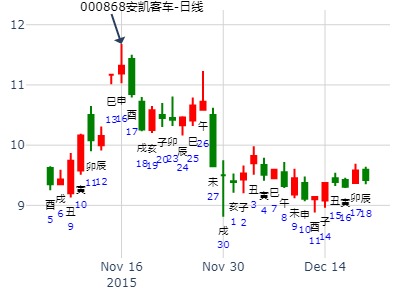 000868安凯客车-日线
12
11
10
9
酉 戌 丑 寅 卯 辰 巳 申 酉 戌 亥 子 卯 辰 巳 午 未 戌 亥 子 丑 寅 巳 午 未 申 酉 子 丑 寅 卯 辰
5 6 9 10 11 12 13 16 17 18 19 20 23 24 25 26 27 30 1 2 3 4 7 8 9 10 11 14 15 16 17 18
Nov 16 Nov 30 Dec 14
2015